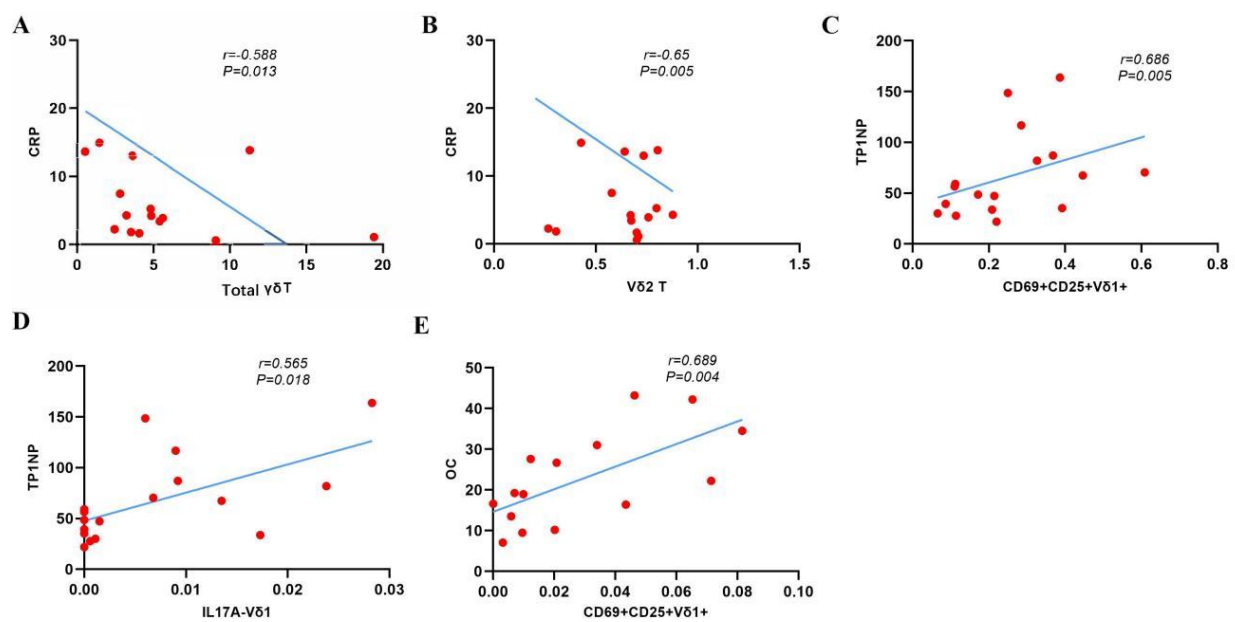 A
30
20
10
0
CRP
r=-0.588
P=0.013
0
5
10
15
20
Total γδT
B
30
20
10
0
CRP
r=-0.65
P=0.005
0.0
0.5
1.0
1.5
Vδ2 T
C
200
150
100
50
0
TP1NP
r=0.686
P=0.005
0.0
0.2
0.4
0.6
0.8
CD69+CD25+Vδ1+
D
200
150
100
50
0
TP1NP
r=0.565
P=0.018
0.00
0.01
0.02
0.03
IL17A-Vδ1
E
50
40
30
20
10
0
OC
r=0.689
P=0.004
0.00
0.02
0.04
0.06
0.08
0.10
CD69+CD25+Vδ1+